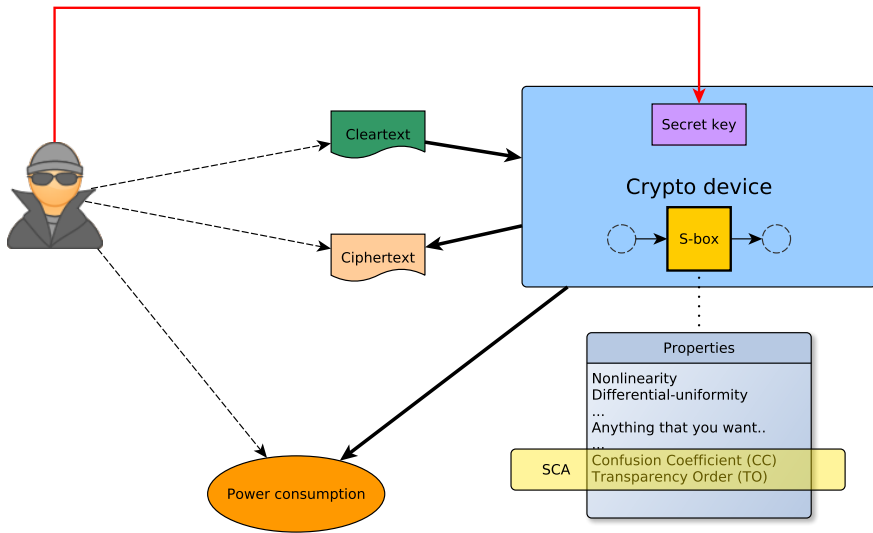 Cleartext
Secret key
Crypto device
S-box
Ciphertext
Properties
Nonlinearity
Differential-uniformity
...
Anything that you want..
...
SCA
Confusion Coefficient (CC)
Transparency Order (TO)
Power consumption